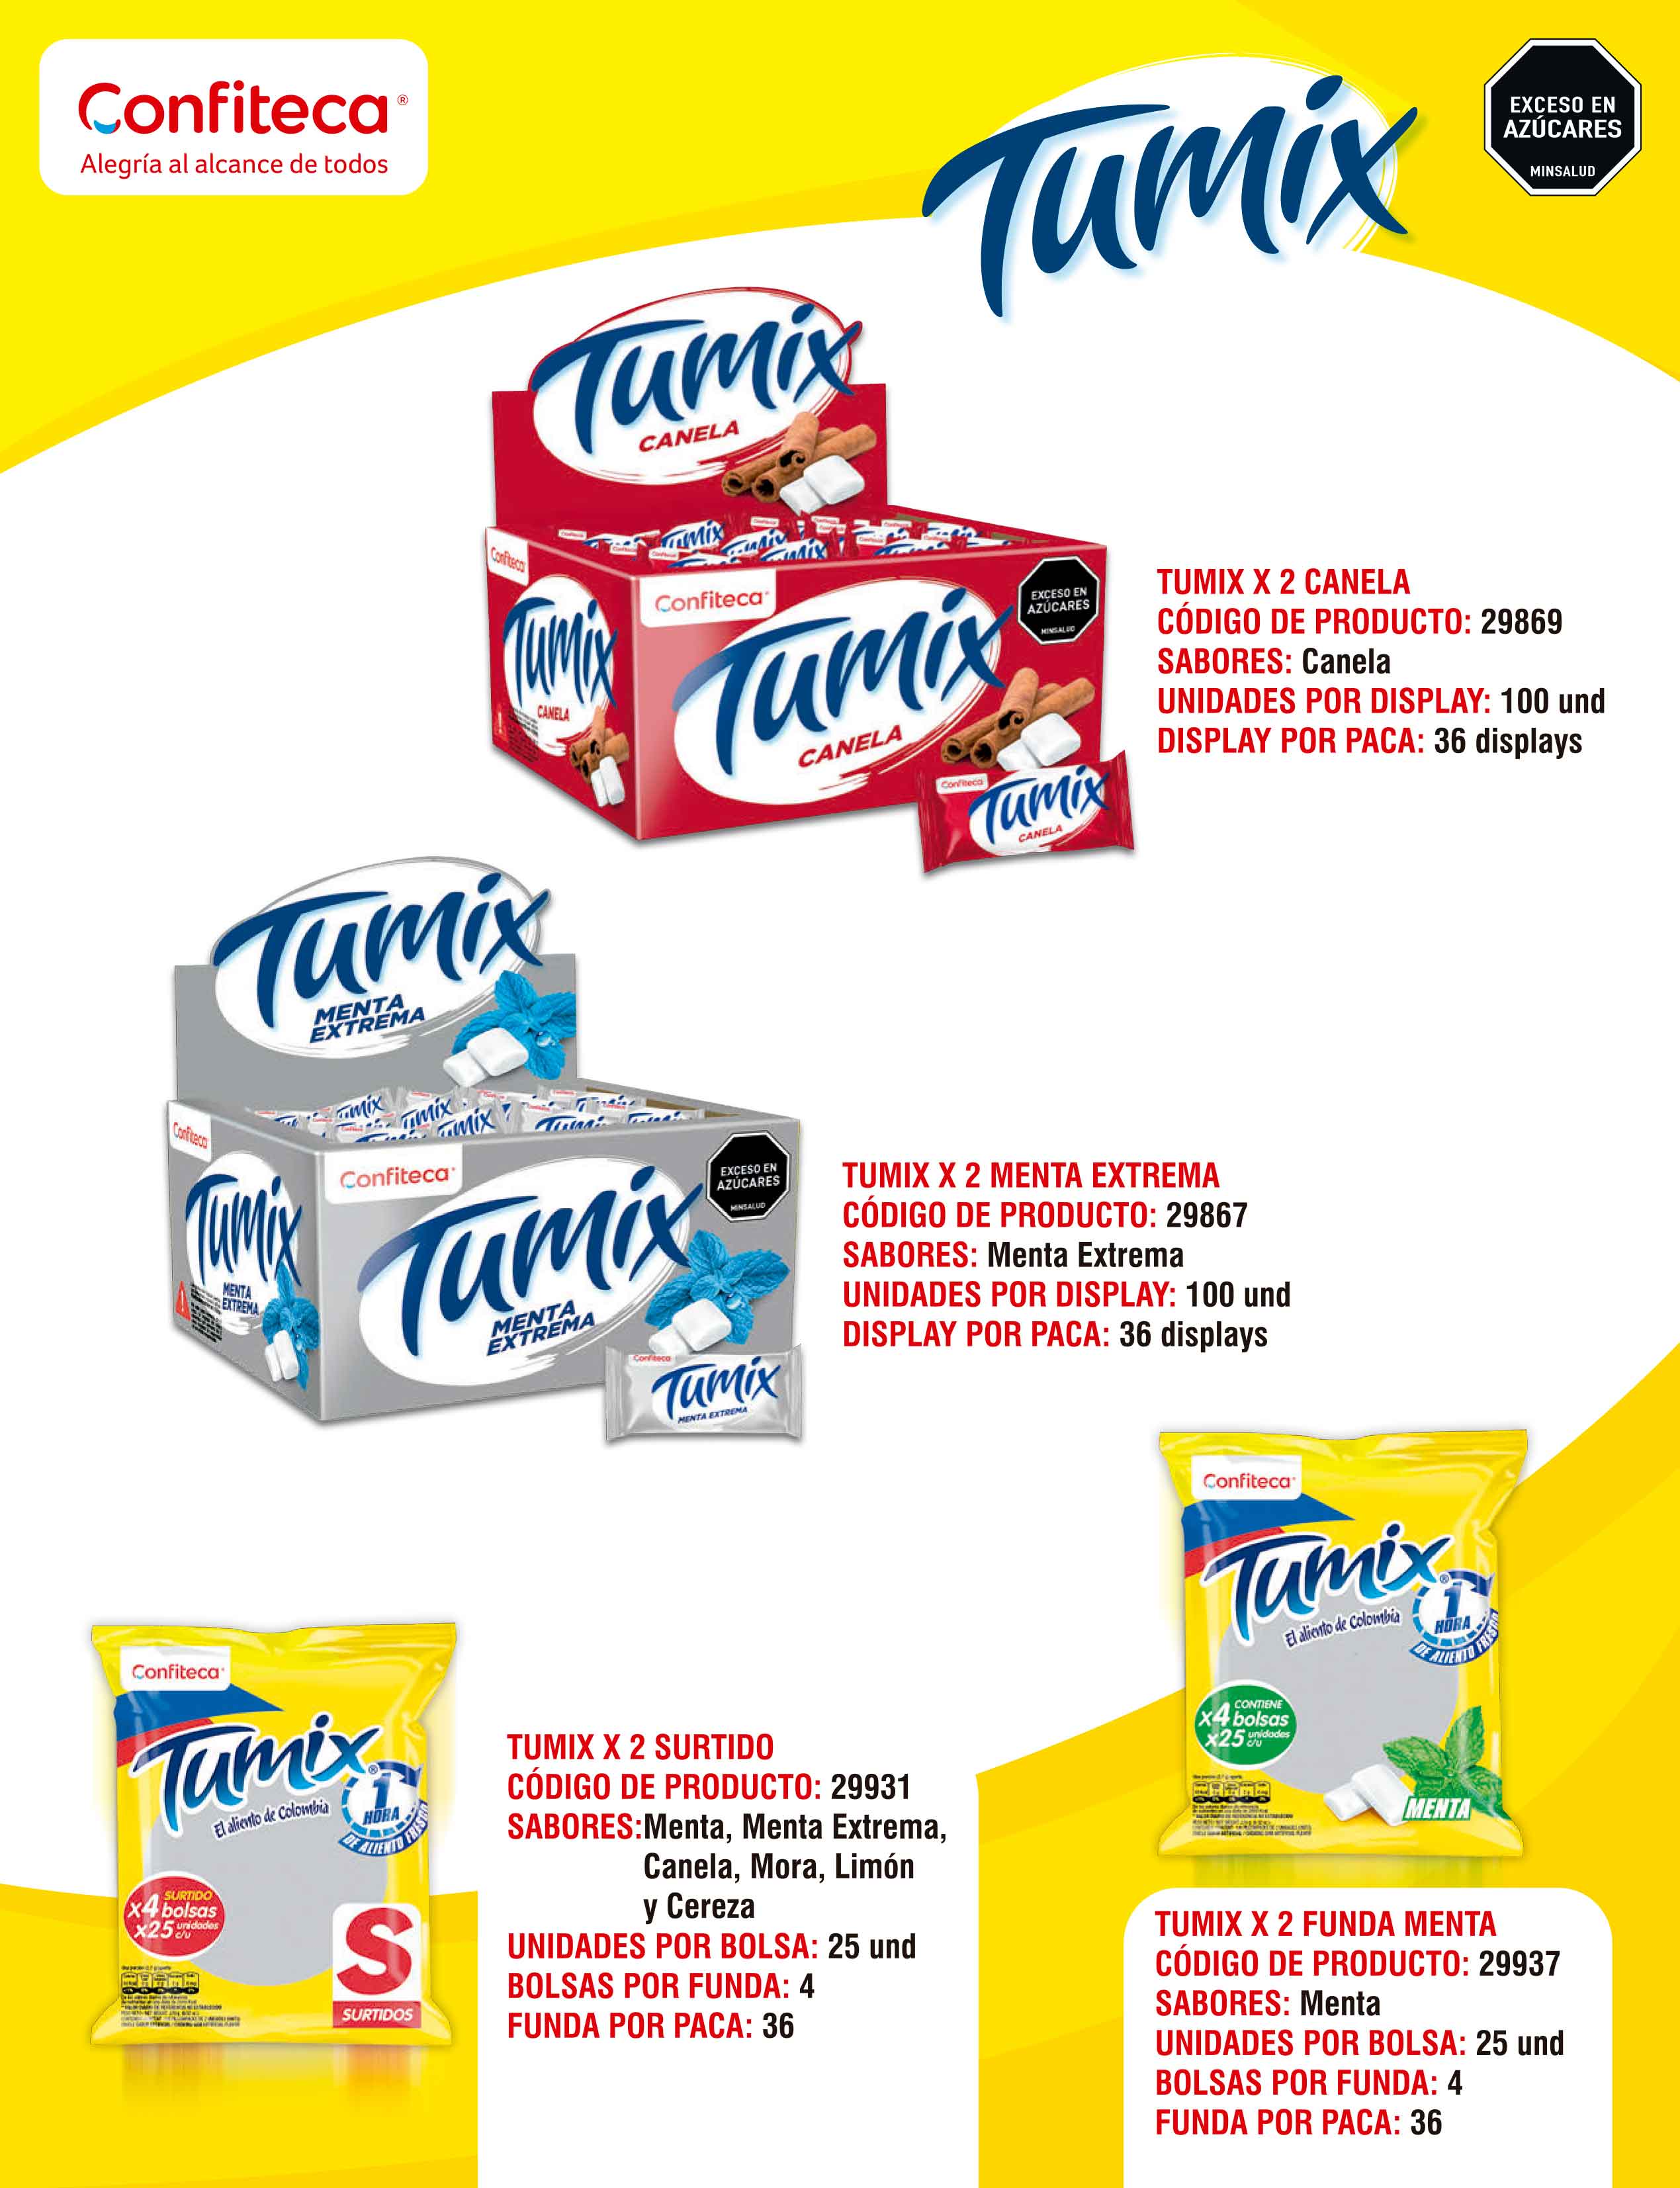 Confiteca®
Alegría al alcance de todos
Tumix
EXCESO EN
AZÚCARES
MINSALUD
Tumix
CANELA
Confiteca
Tumix
CANELA
Confiteca
Tumix
CANELA
EXCESO EN
AZÚCARES
MINSALUD
Confiteca
Tumix
CANELA
TUMIX X 2 CANELA
CÓDIGO DE PRODUCTO: 29869
SABORES: Canela
UNIDADES POR DISPLAY: 100 und
DISPLAY POR PACA: 36 displays
Tumix
MENTA
EXTREMA
Confiteca
Tumix
MENTA
EXTREMA
Confiteca
Tumix
MENTA
EXTREMA
EXCESO EN
AZÚCARES
MINSALUD
Confiteca
Tumix
MENTA EXTREMA
TUMIX X 2 MENTA EXTREMA
CÓDIGO DE PRODUCTO: 29867
SABORES: Menta Extrema
UNIDADES POR DISPLAY: 100 und
DISPLAY POR PACA: 36 displays
Confiteca
Tumix®
El aliento de Colombia
1
HORA
DE ALIENTO FRESCO
CONTIENE
x4 bolsas
x25 unidades c/u
MENTA
Confiteca
Tumix®
El aliento de Colombia
1
HORA
DE ALIENTO FRESCO
SURTIDO
x4 bolsas
x25 unidades c/u
S
SURTIDOS
TUMIX X 2 SURTIDO
CÓDIGO DE PRODUCTO: 29931
SABORES:Menta, Menta Extrema,
Canela, Mora, Limón
y Cereza
UNIDADES POR BOLSA: 25 und
BOLSAS POR FUNDA: 4
FUNDA POR PACA: 36
TUMIX X 2 FUNDA MENTA
CÓDIGO DE PRODUCTO: 29937
SABORES: Menta
UNIDADES POR BOLSA: 25 und
BOLSAS POR FUNDA: 4
FUNDA POR PACA: 36